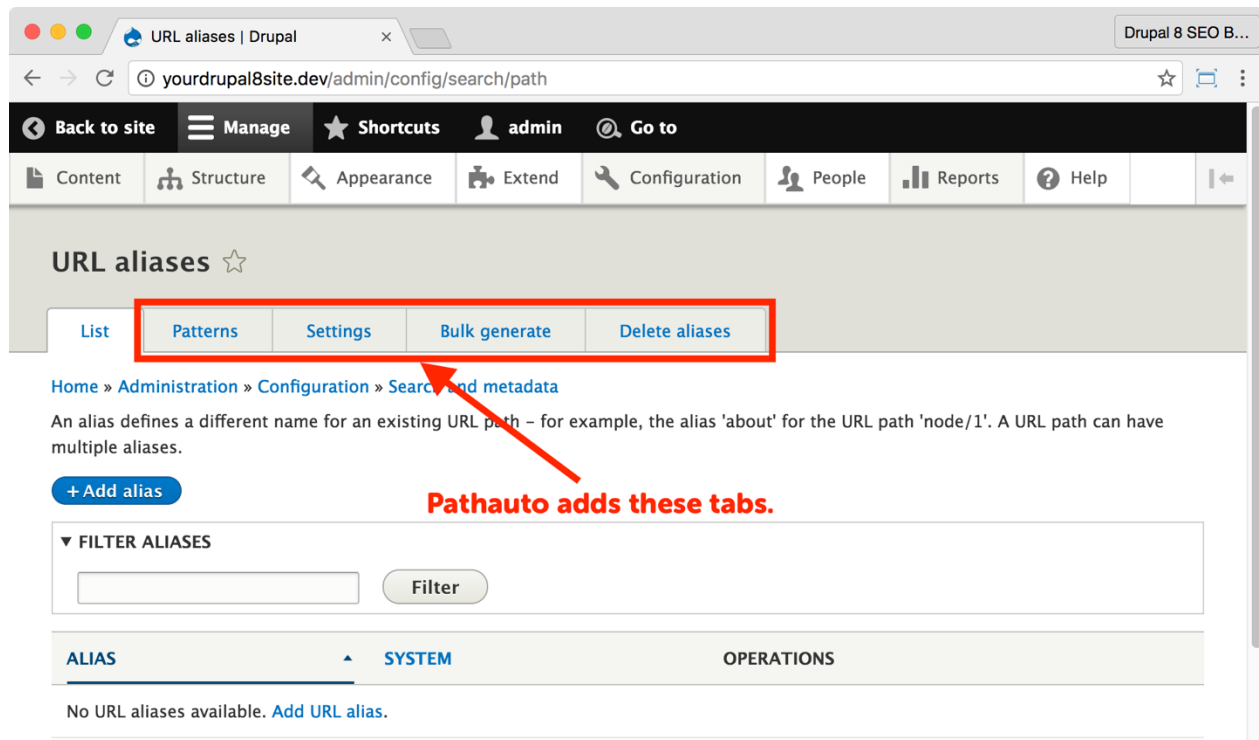 URL aliases | Drupal ×
Drupal 8 SEO B...
yourdrupal8site.dev/admin/config/search/path
Back to site Manage Shortcuts admin Go to
Content Structure Appearance Extend Configuration People Reports Help
URL aliases
List Patterns Settings Bulk generate Delete aliases
Home » Administration » Configuration » Search and metadata
An alias defines a different name for an existing URL path – for example, the alias 'about' for the URL path 'node/1'. A URL path can have
multiple aliases.
+ Add alias
Pathauto adds these tabs.
▼ FILTER ALIASES
Filter
ALIAS ▲ SYSTEM OPERATIONS
No URL aliases available. Add URL alias.